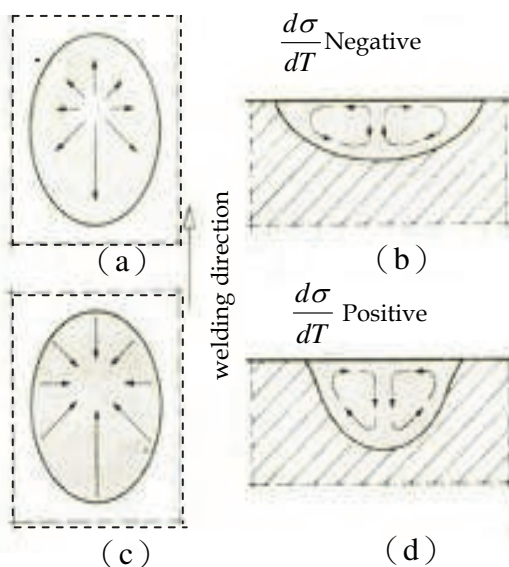 dσ/dT Negative
(a)
(b)
welding direction
dσ/dT Positive
(c)
(d)